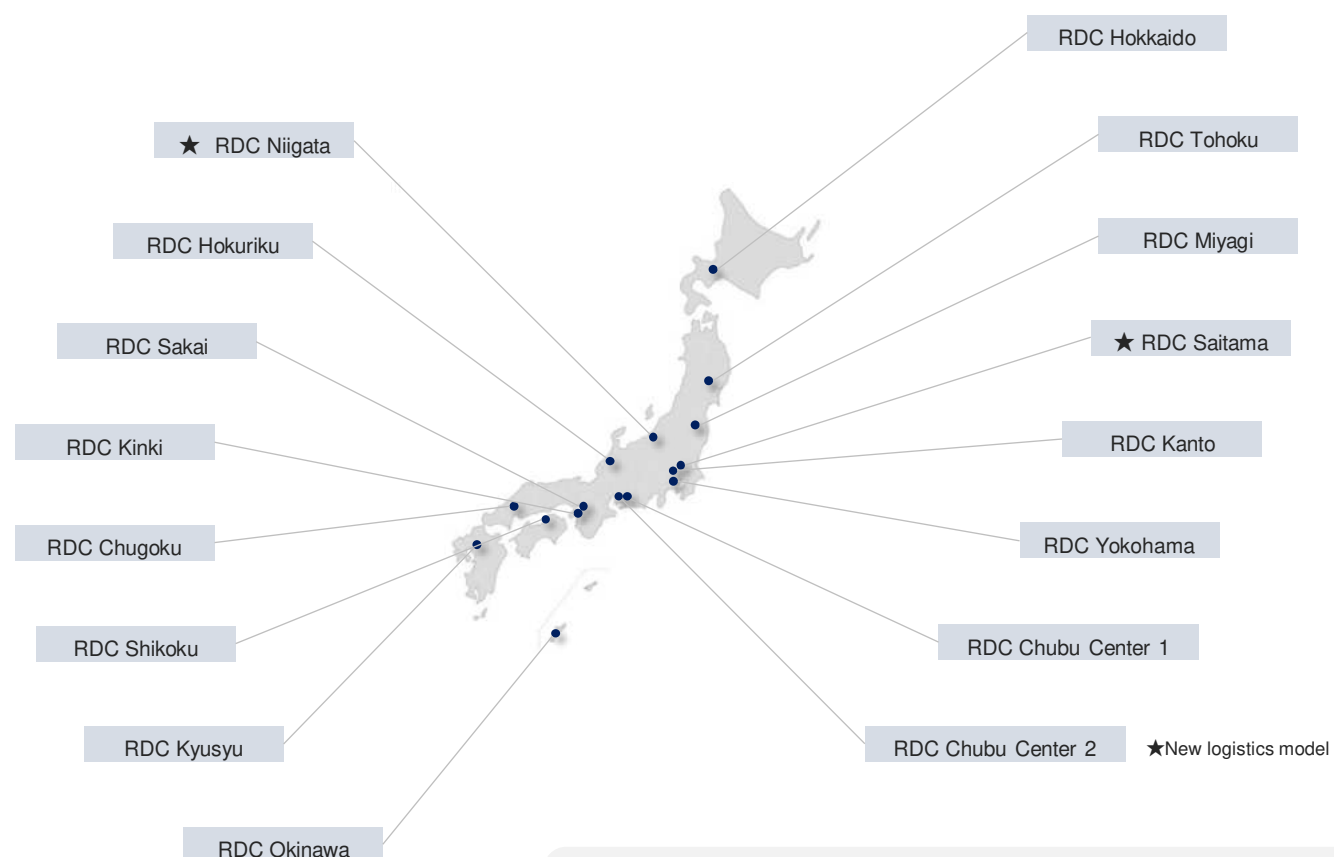 RDC Hokkaido
★ RDC Niigata
RDC Tohoku
RDC Hokuriku
RDC Miyagi
RDC Sakai
★ RDC Saitama
RDC Kinki
RDC Kanto
RDC Chugoku
RDC Yokohama
RDC Shikoku
RDC Chubu Center 1
RDC Kyusyu
RDC Chubu Center 2
★New logistics model
RDC Okinawa